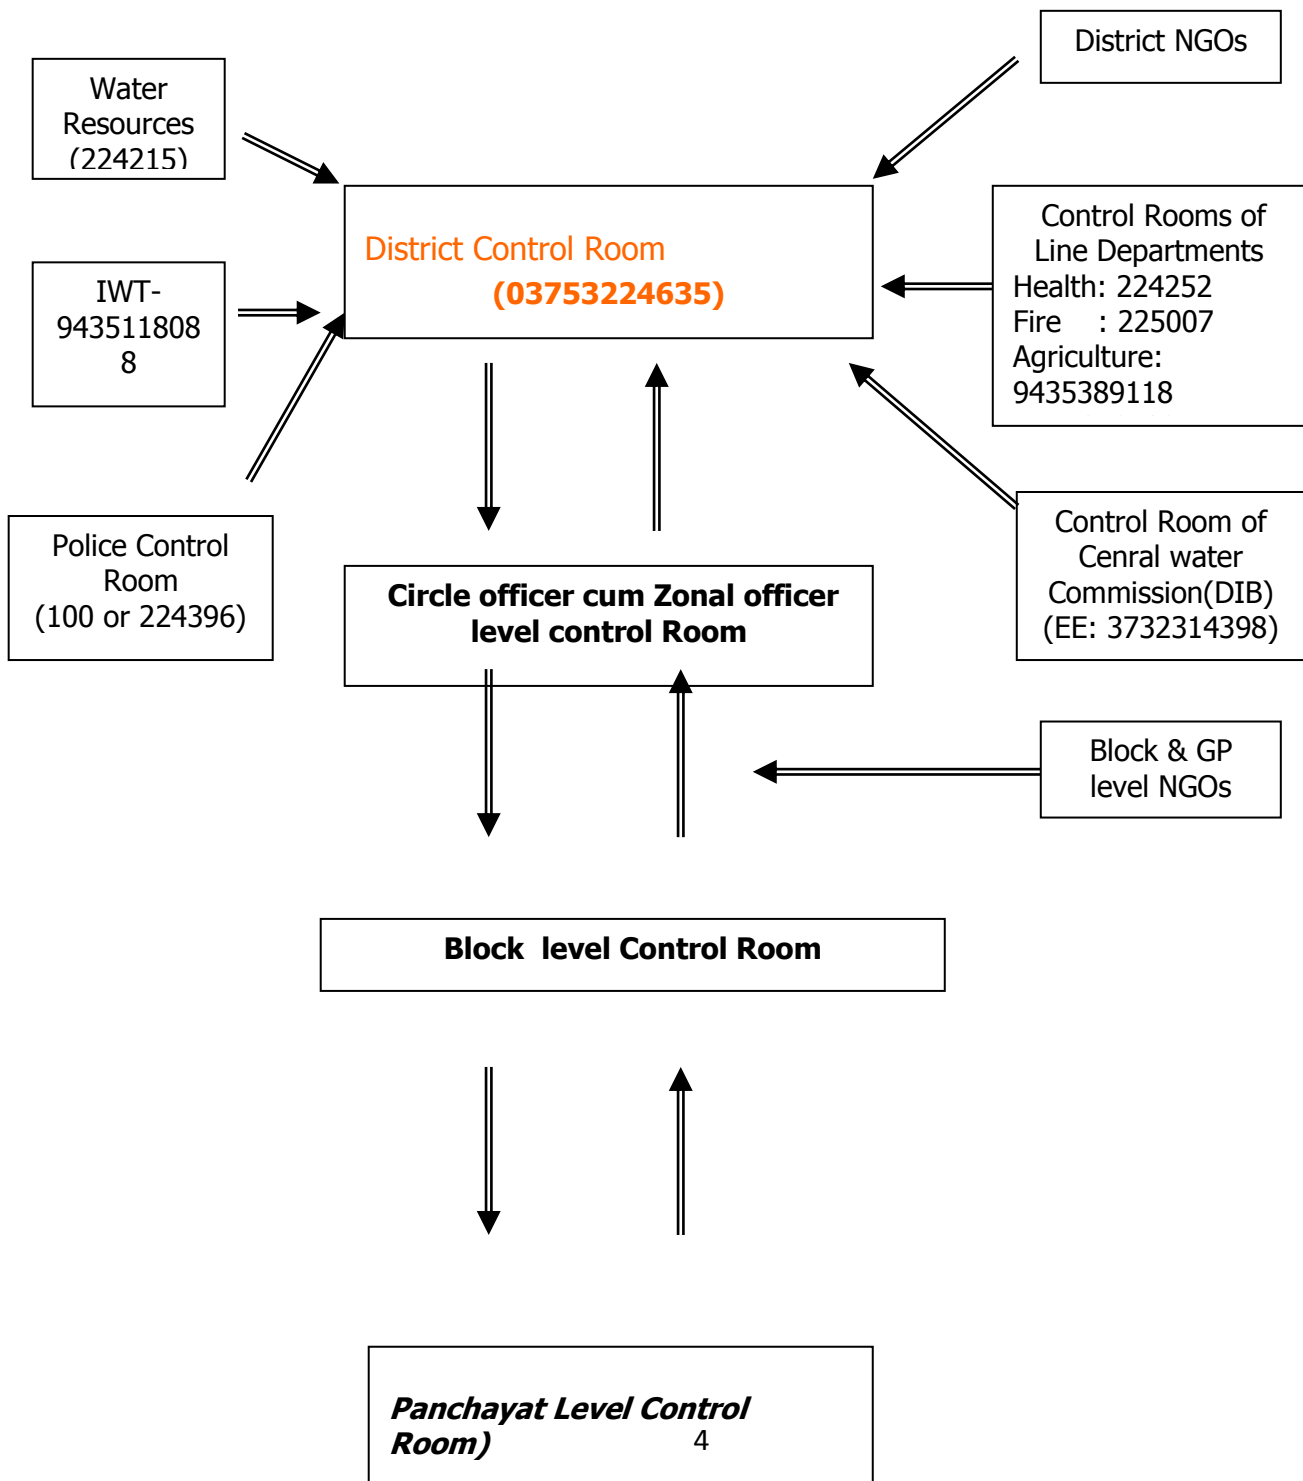 District NGOs
Water
Resources
(224215)
District Control Room
(03753224635)
Control Rooms of
Line Departments
Health: 224252
Fire    : 225007
Agriculture:
9435389118
IWT-
943511808
8
Police Control
Room
(100 or 224396)
Control Room of
Cenral water
Commission(DIB)
(EE: 3732314398)
Circle officer cum Zonal officer
level control Room
Block & GP
level NGOs
Block  level Control Room
Panchayat Level Control
Room)
4